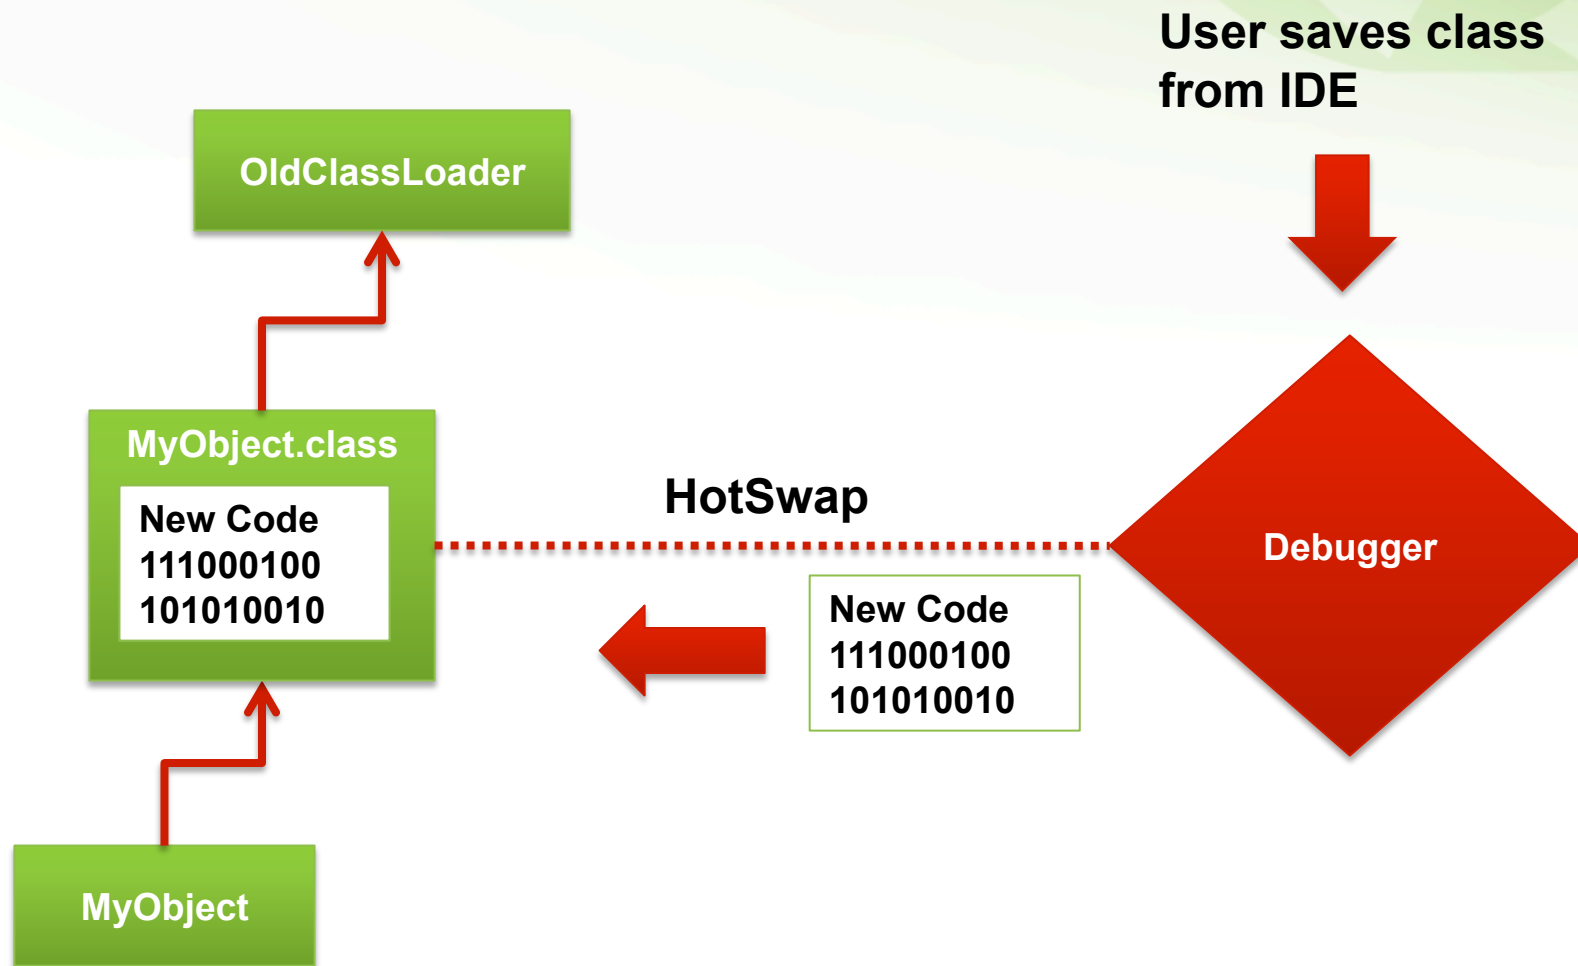 User saves class
from IDE
OldClassLoader
MyObject.class
New Code
111000100
101010010
HotSwap
Debugger
New Code
111000100
101010010
MyObject